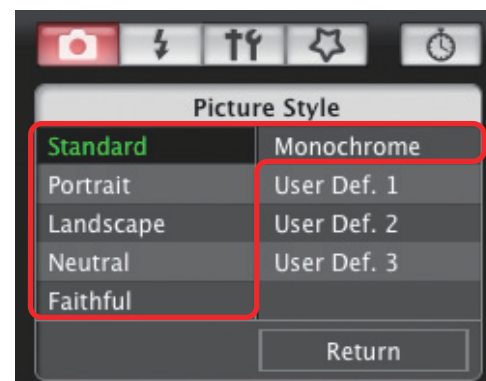 Picture Style
Standard
Portrait
Landscape
Neutral
Faithful
Monochrome
User Def. 1
User Def. 2
User Def. 3
Return